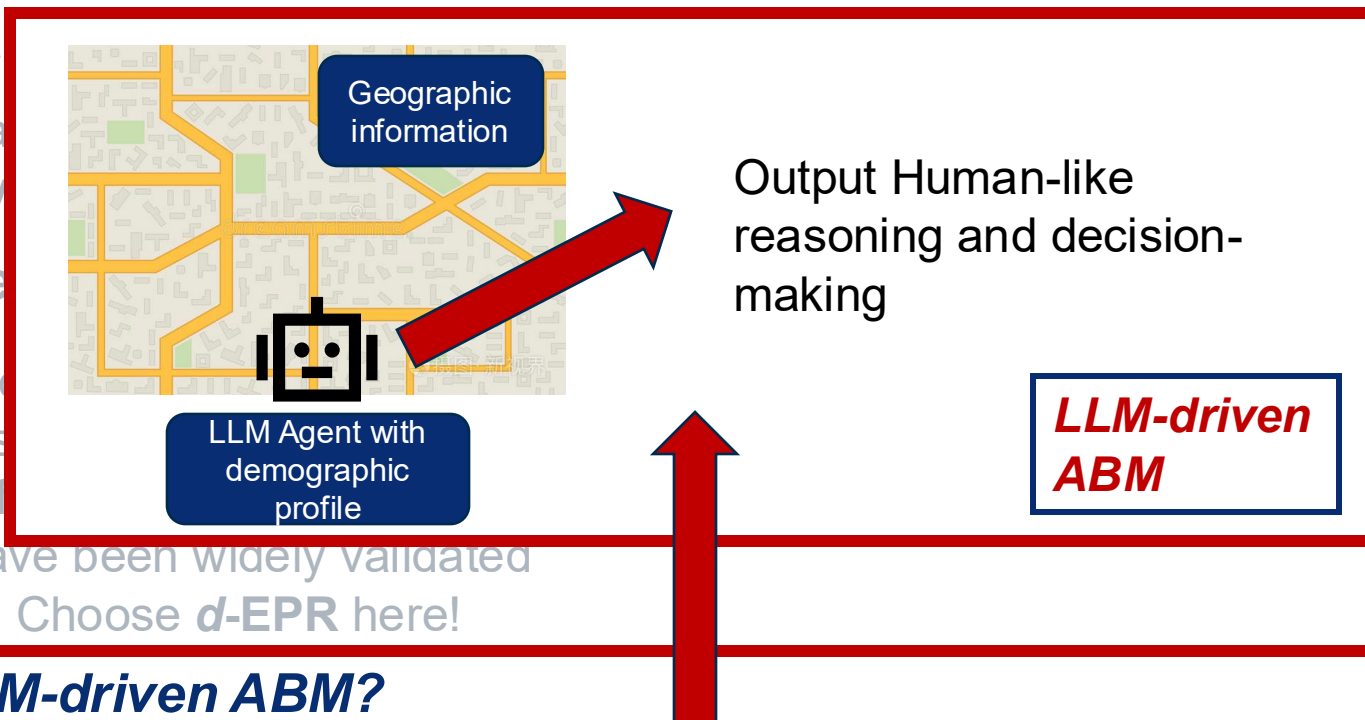 Geographic
information
Output Human-like
reasoning and decision-
making
LLM Agent with
demographic
profile
LLM-driven
ABM
ave been widely validated
Choose d-EPR here!
M-driven ABM?